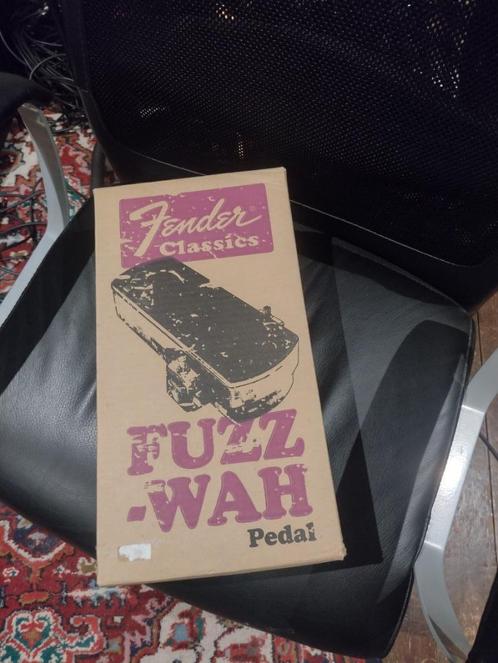 Fender®
Classics
FUZZ
-WAH
Pedal